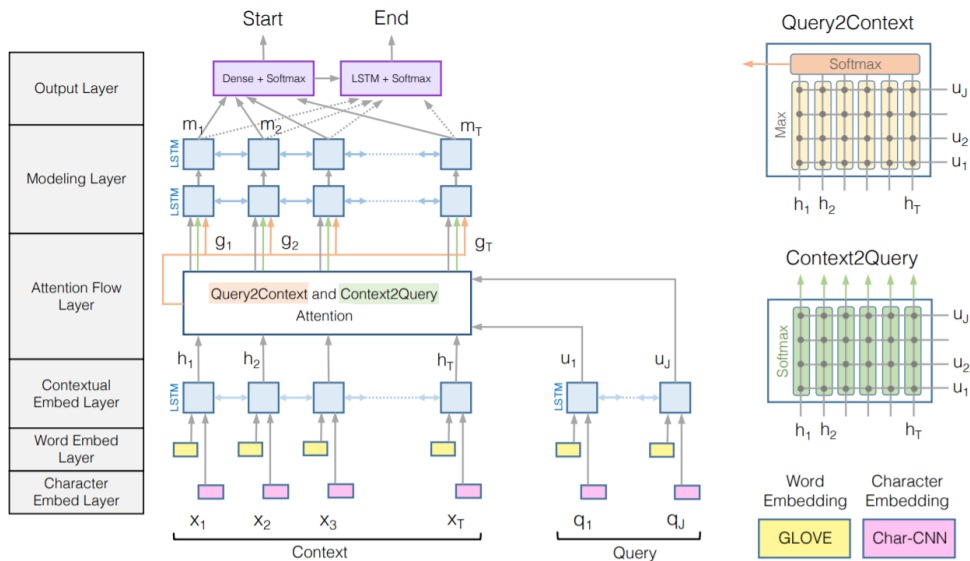 Start
End
Output Layer
Dense + Softmax
LSTM + Softmax
m1
m2
mT
Modeling Layer
LSTM
LSTM
g1
g2
gT
Attention Flow
Layer
Query2Context and Context2Query
Attention
h1
h2
hT
u1
uJ
Contextual
Embed Layer
LSTM
LSTM
Word Embed
Layer
Character
Embed Layer
x1
x2
x3
xT
q1
qJ
Context
Query
Query2Context
Softmax
Max
uJ
u2
u1
h1
h2
hT
Context2Query
Softmax
uJ
u2
u1
h1
h2
hT
Word
Embedding
Character
Embedding
GLOVE
Char-CNN